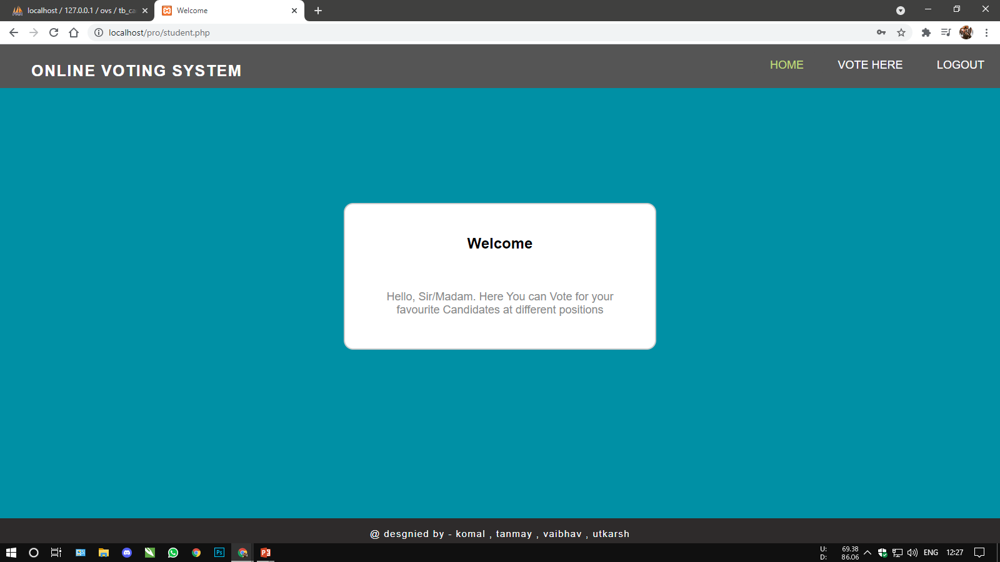 localhost / 127.0.0.1 / ovs / tb_ca
Welcome
localhost/pro/student.php
ONLINE VOTING SYSTEM
HOME
VOTE HERE
LOGOUT
Welcome
Hello, Sir/Madam. Here You can Vote for your
favourite Candidates at different positions
@ desgnied by - komal , tanmay , vaibhav , utkarsh
Ps
P
U: 69.38
D: 86.06
ENG
12:27